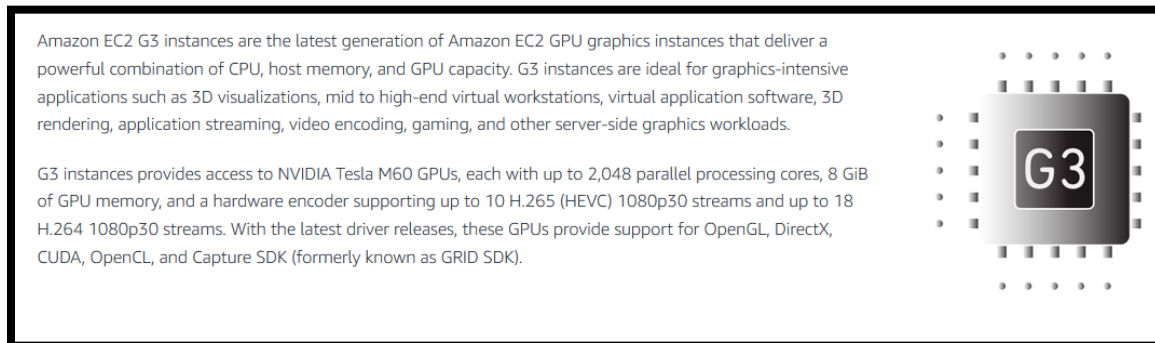 Amazon EC2 G3 instances are the latest generation of Amazon EC2 GPU graphics instances that deliver a
powerful combination of CPU, host memory, and GPU capacity. G3 instances are ideal for graphics-intensive
applications such as 3D visualizations, mid to high-end virtual workstations, virtual application software, 3D
rendering, application streaming, video encoding, gaming, and other server-side graphics workloads.
G3 instances provides access to NVIDIA Tesla M60 GPUs, each with up to 2,048 parallel processing cores, 8 GiB
of GPU memory, and a hardware encoder supporting up to 10 H.265 (HEVC) 1080p30 streams and up to 18
H.264 1080p30 streams. With the latest driver releases, these GPUs provide support for OpenGL, DirectX,
CUDA, OpenCL, and Capture SDK (formerly known as GRID SDK).
G3